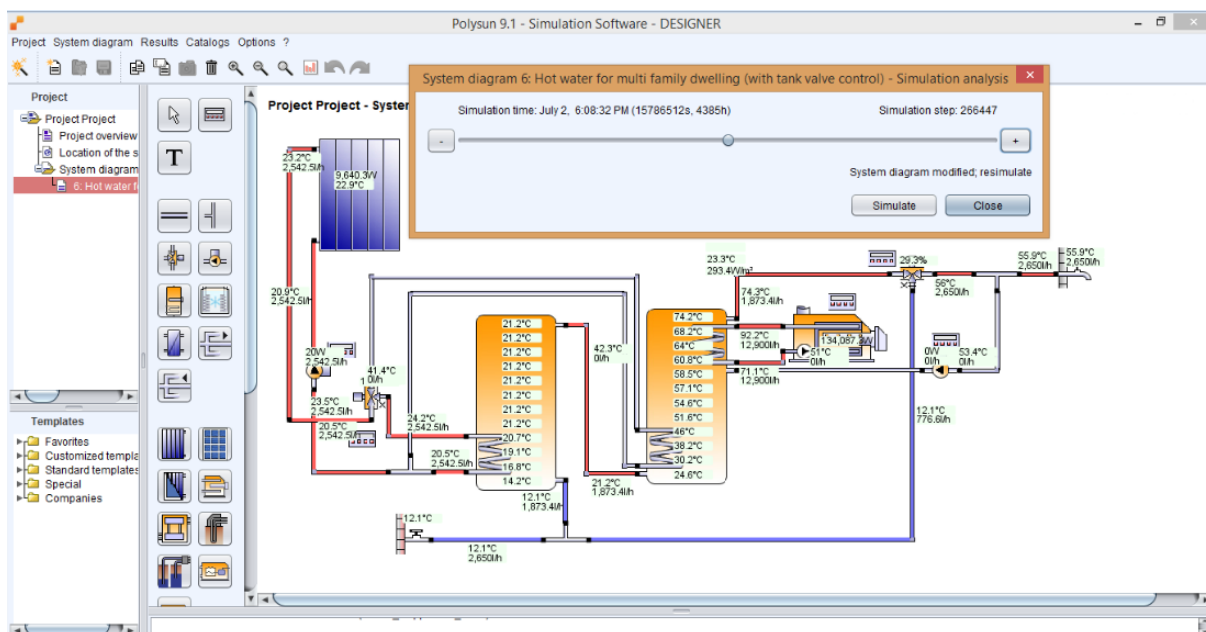 Polysun 9.1 - Simulation Software - DESIGNER
Project System diagram Results Catalogs Options ?
Project
Project Project
Project overview
Location of the s
System diagram
6: Hot water f
Templates
Favorites
Customized templa
Standard templates
Special
Companies
T
Project Project - System
System diagram 6: Hot water for multi family dwelling (with tank valve control) - Simulation analysis
Simulation time: July 2, 6:08:32 PM (15786512s, 4385h)
Simulation step: 266447
-
+
System diagram modified; resimulate
Simulate
Close
23.2°C
2,542.5l/h
9,640.3W
22.9°C
20.9°C
2,542.5l/h
20W
2,542.5l/h
41.4°C
0l/h
23.5°C
2,542.5l/h
20.5°C
2,542.5l/h
24.2°C
2,542.5l/h
20.5°C
2,542.5l/h
21.2°C
21.2°C
21.2°C
21.2°C
21.2°C
21.2°C
21.2°C
21.2°C
20.7°C
19.1°C
16.8°C
14.2°C
12.1°C
1,873.4l/h
42.3°C
0l/h
21.2°C
1,873.4l/h
74.2°C
68.2°C
64°C
60.8°C
58.5°C
57.1°C
54.6°C
51.6°C
46°C
38.2°C
30.2°C
24.6°C
23.3°C
293.4W/m²
74.3°C
1,873.4l/h
92.2°C
12,900l/h
71.1°C
12,900l/h
51°C
0l/h
29.3%
56°C
2,650l/h
55.9°C
2,650l/h
55.9°C
2,650l/h
0W
0l/h
53.4°C
0l/h
12.1°C
776.6l/h
12.1°C
12.1°C
2,650l/h